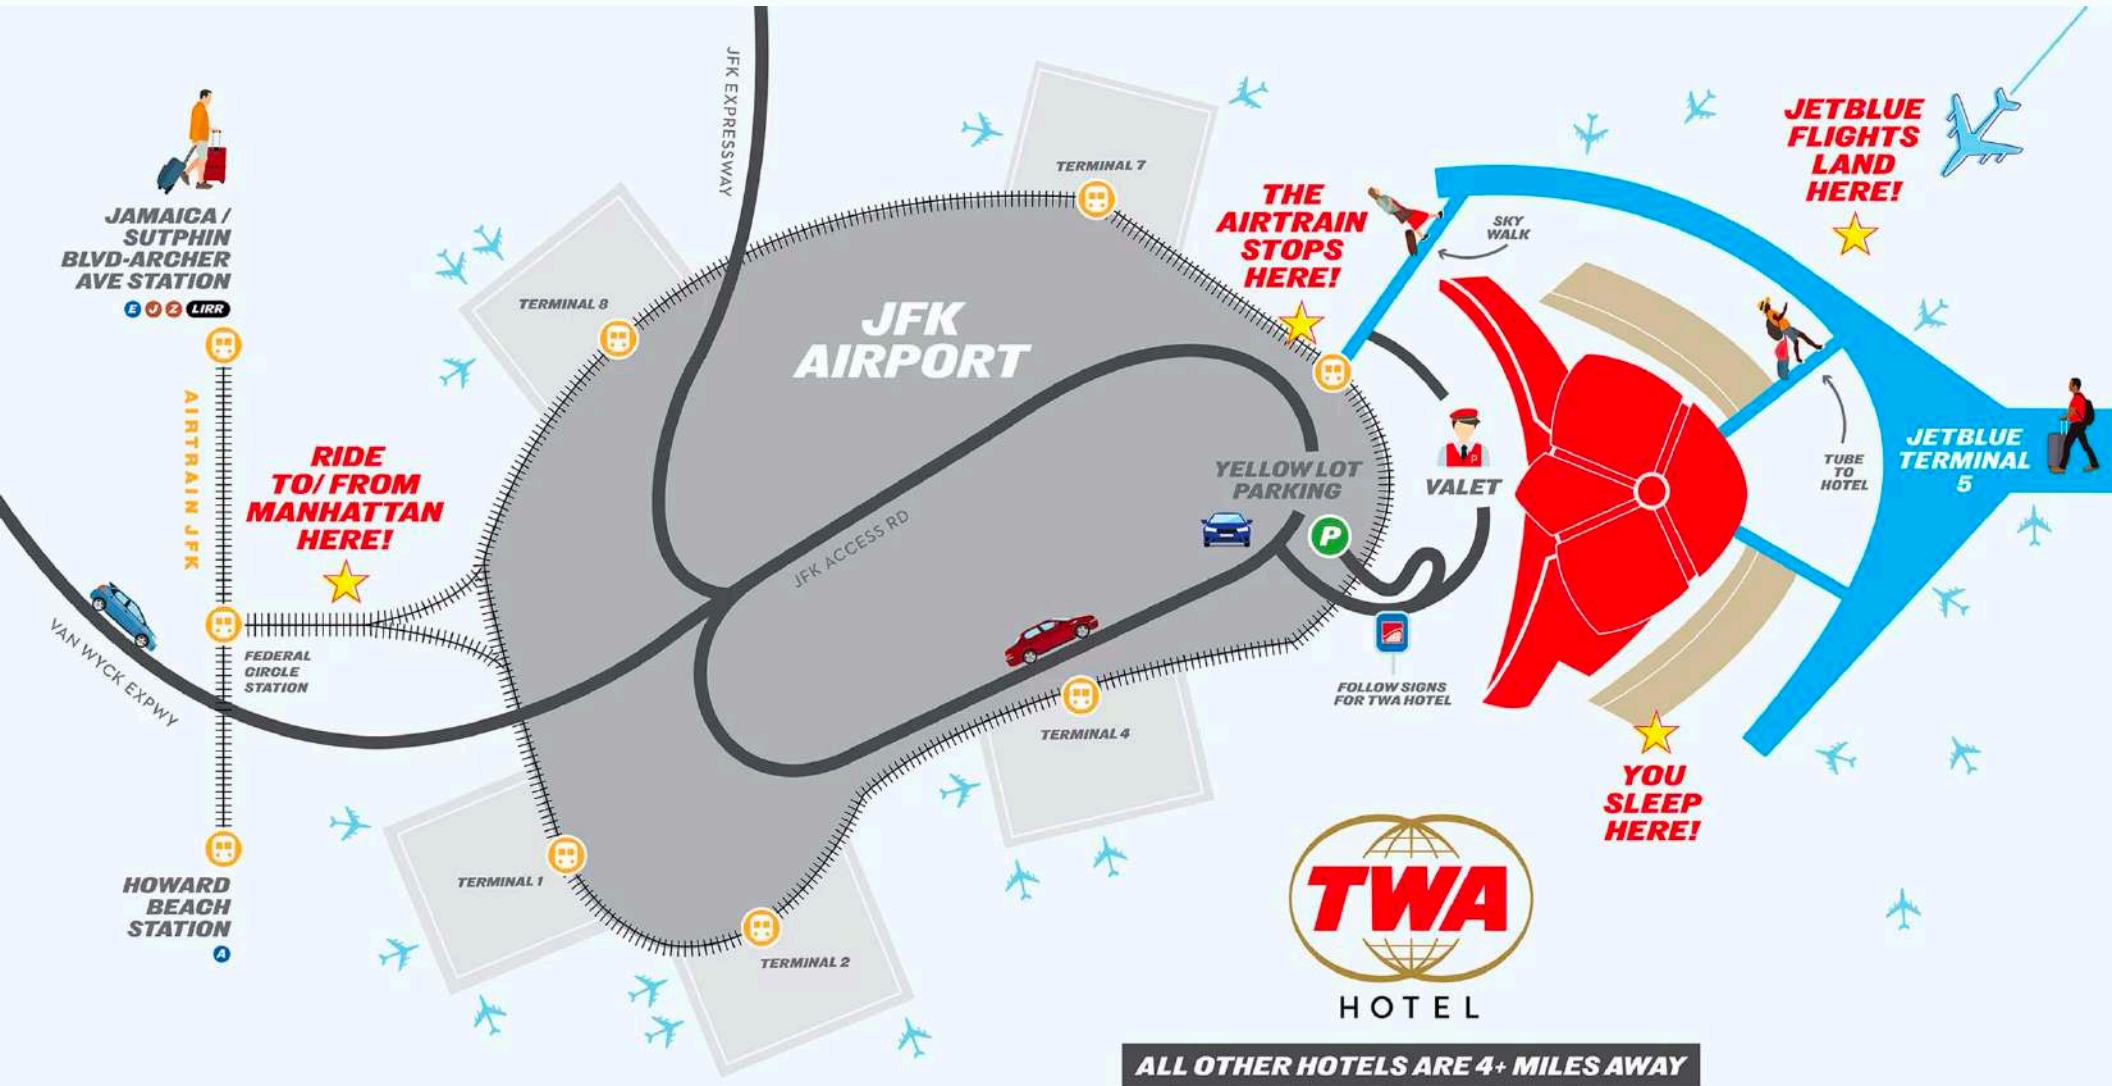 JFK EXPRESSWAY
JAMAICA /
SUTPHIN
BLVD-ARCHER
AVE STATION
E J Z LIRR
AIRTRAIN JFK
RIDE
TO/ FROM
MANHATTAN
HERE!
VAN WYCK EXPWY
FEDERAL
CIRCLE
STATION
HOWARD
BEACH
STATION
A
TERMINAL 8
TERMINAL 7
JFK
AIRPORT
JFK ACCESS RD
THE
AIRTRAIN
STOPS
HERE!
SKY
WALK
JETBLUE
FLIGHTS
LAND
HERE!
YELLOW LOT
PARKING
P
P
VALET
TUBE
TO
HOTEL
JETBLUE
TERMINAL
5
FOLLOW SIGNS
FOR TWA HOTEL
TERMINAL 4
TERMINAL 1
TERMINAL 2
YOU
SLEEP
HERE!
TWA
HOTEL
ALL OTHER HOTELS ARE 4+ MILES AWAY